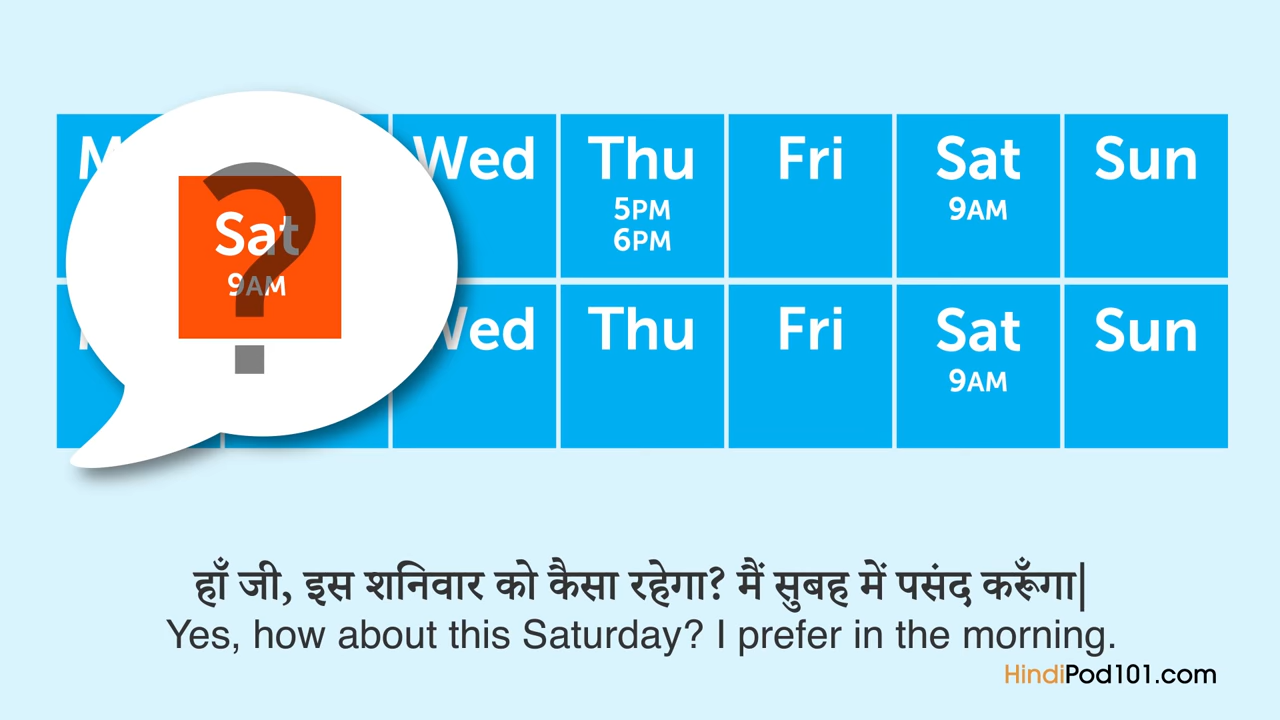 Wed Thu Fri Sat Sun
5PM 9AM
6PM
Sat
9AM
Wed Thu Fri Sat Sun
9AM
हाँ जी, इस शनिवार को कैसा रहेगा? मैं सुबह में पसंद करूँगा|
Yes, how about this Saturday? I prefer in the morning.
HindiPod101.com